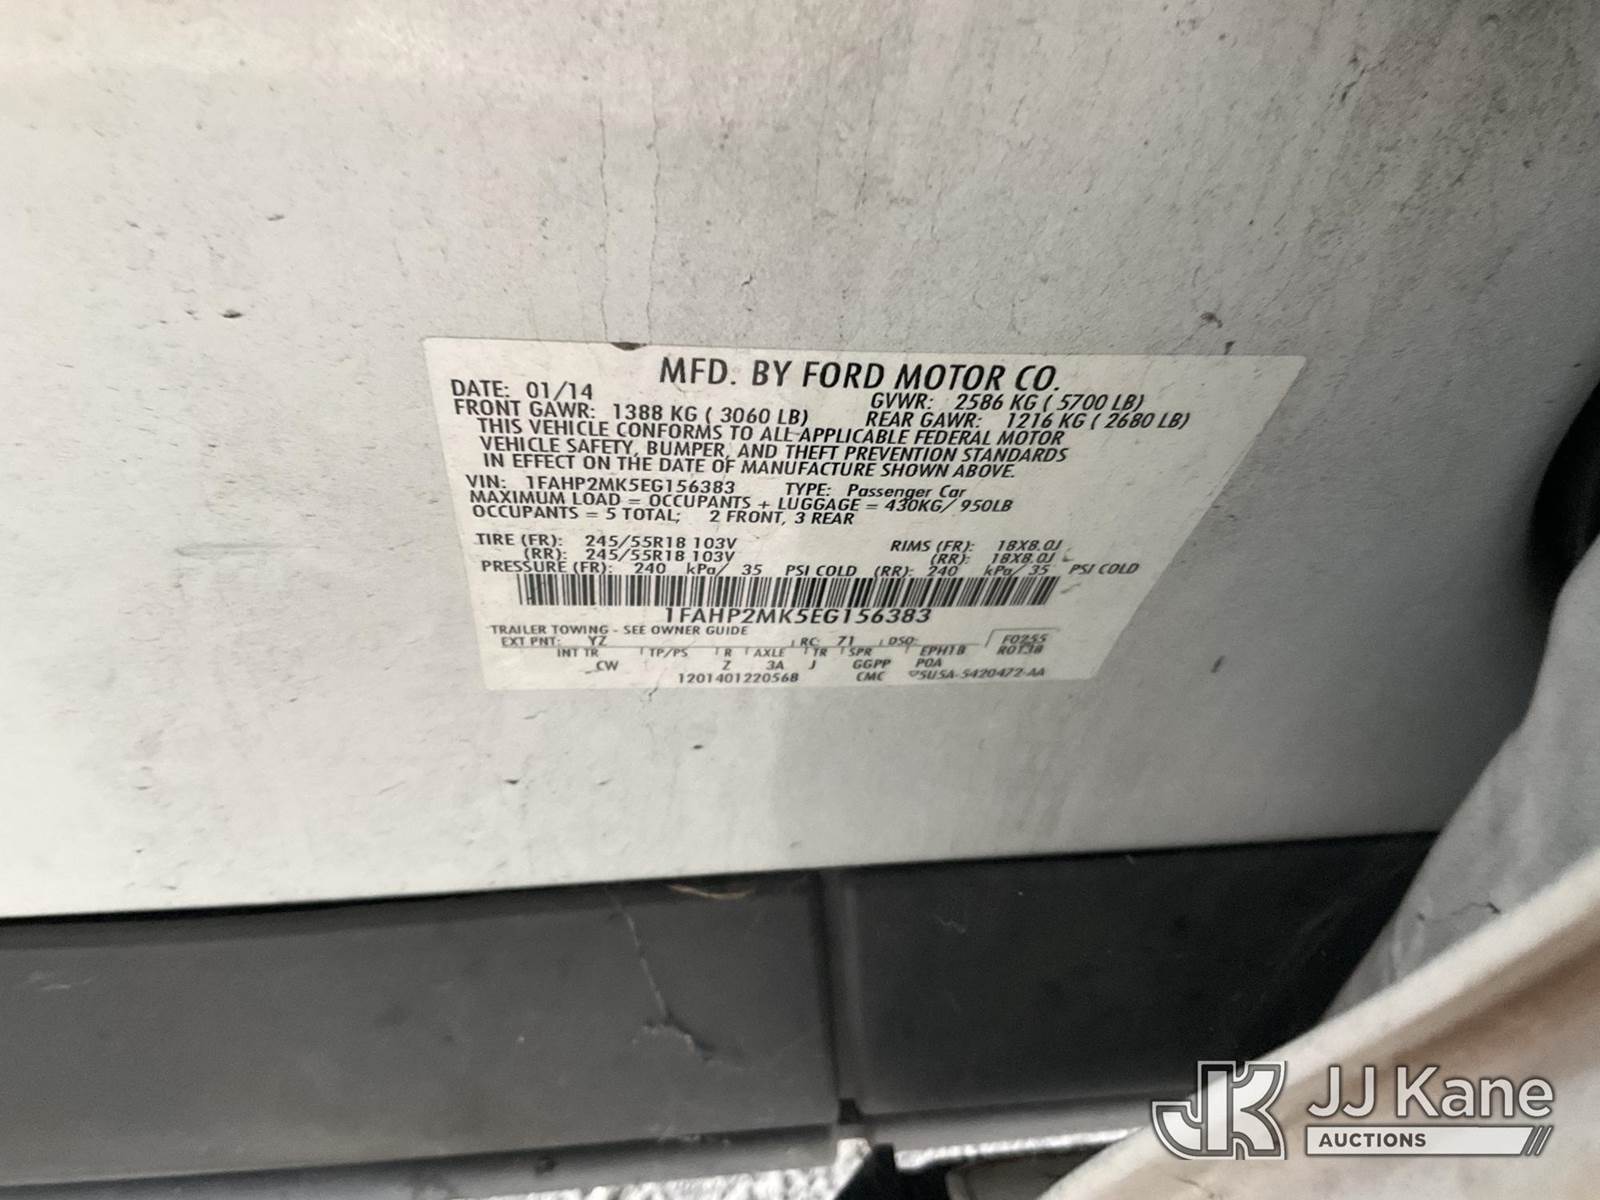 MFD. BY FORD MOTOR CO.
DATE: 01/14 GVWR: 2586 KG ( 5700 LB)
FRONT GAWR: 1388 KG ( 3060 LB) REAR GAWR: 1216 KG ( 2680 LB)
THIS VEHICLE CONFORMS TO ALL APPLICABLE FEDERAL MOTOR
VEHICLE SAFETY, BUMPER, AND THEFT PREVENTION STANDARDS
IN EFFECT ON THE DATE OF MANUFACTURE SHOWN ABOVE.
VIN: 1FAHP2MK5EG156383 TYPE: Passenger Car
MAXIMUM LOAD = OCCUPANTS + LUGGAGE = 430KG/ 950LB
OCCUPANTS = 5 TOTAL; 2 FRONT, 3 REAR
TIRE (FR): 245/55R18 103V RIMS (FR): 18X8.0J
(RR): 245/55R18 103V (RR): 18X8.0J
PRESSURE (FR): 240 kPa/ 35 PSI COLD (RR): 240 kPa/ 35 PSI COLD
1FAHP2MK5EG156383
TRAILER TOWING - SEE OWNER GUIDE
EXT PNT: YZ RC: 71 DSO: F0255
INT TR TP/PS R AXLE TR SPR EPH18 R0138
CW Z 3A J GGPP POA
1201401220568 CMC 5U5A-5420472-AA
JK JJ Kane
AUCTIONS